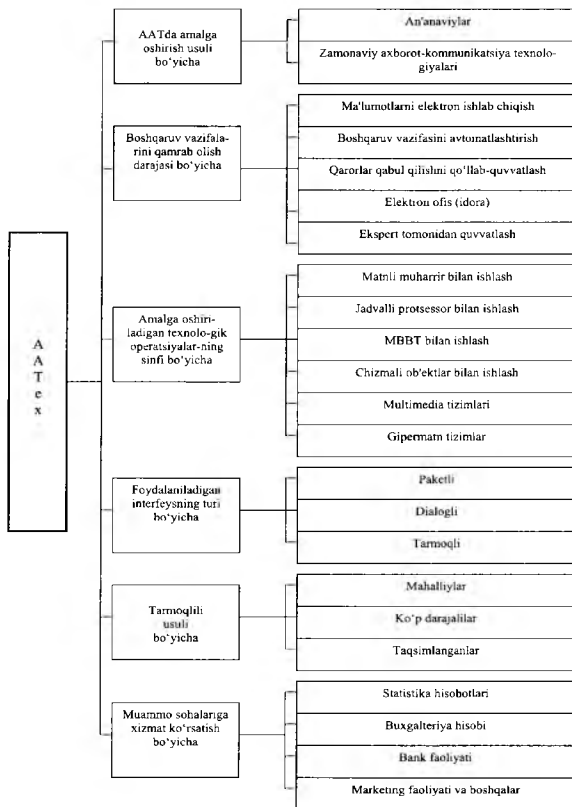 A
A
T
e
x
AATda amalga
oshirish usuli
bo'yicha
An'anaviylar
Zamonaviy axborot-kommunikatsiya texnolo-
giyalari
Boshqaruv vazifala-
rini qamrab olish
darajasi bo'yicha
Ma'lumotlarni elektron ishlab chiqish
Boshqaruv vazifasini avtomatlashtirish
Qarorlar qabul qilishni qo'llab-quvvatlash
Elektron ofis (idora)
Ekspert tomonidan quvvatlash
Amalga oshiri-
ladigan texnolo-gik
operatsiyalar-ning
sinfi bo'yicha
Matnli muharrir bilan ishlash
Jadvalli protsessor bilan ishlash
MBBT bilan ishlash
Chizmali ob'ektlar bilan ishlash
Multimedia tizimlari
Gipermatn tizimlar
Foydalaniladigan
interfeysning turi
bo'yicha
Paketli
Dialogli
Tarmoqli
Tarmoqlili
usuli
bo'yicha
Mahalliylar
Ko'p darajalilar
Taqsimlanganlar
Muammo sohalariga
xizmat ko'rsatish
bo'yicha
Statistika hisobotlari
Buxgalteriya hisobi
Bank faoliyati
Marketing faoliyati va boshqalar